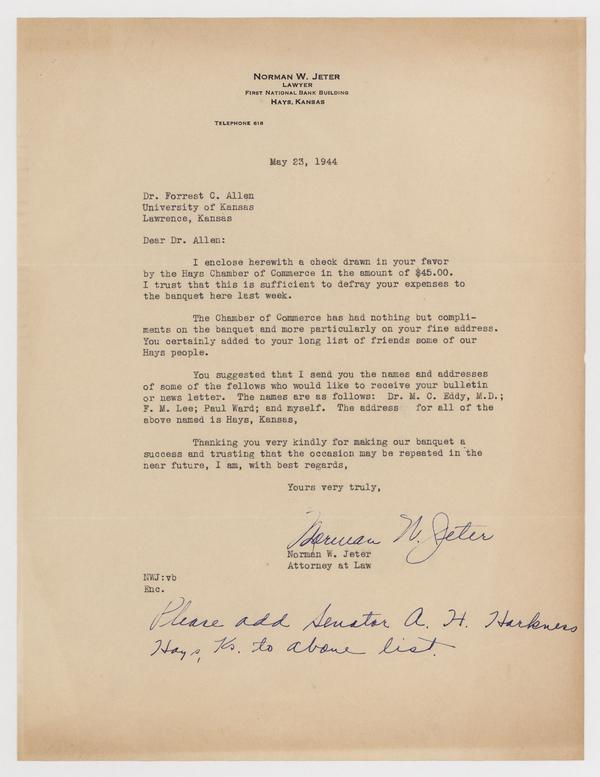 NORMAN W. JETER
LAWYER
FIRST NATIONAL BANK BUILDING
HAYS, KANSAS
TELEPHONE 618
May 23, 1944
Dr. Forrest C. Allen
University of Kansas
Lawrence, Kansas
Dear Dr. Allen:
I enclose herewith a check drawn in your favor
by the Hays Chamber of Commerce in the amount of $45.00.
I trust that this is sufficient to defray your expenses to
the banquet here last week.
The Chamber of Commerce has had nothing but compli-
ments on the banquet and more particularly on your fine address.
You certainly added to your long list of friends some of our
Hays people.
You suggested that I send you the names and addresses
of some of the fellows who would like to receive your bulletin
or news letter. The names are as follows: Dr. M. C. Eddy, M.D.;
F. M. Lee; Paul Ward; and myself. The address for all of the
above named is Hays, Kansas,
Thanking you very kindly for making our banquet a
success and trusting that the occasion may be repeated in the
near future, I am, with best regards,
Yours very truly,
Norman W. Jeter
Norman W. Jeter
Attorney at Law
NWJ:vb
Enc.
Please add Senator A. H. Harkness
Hays, Ks. to above list.